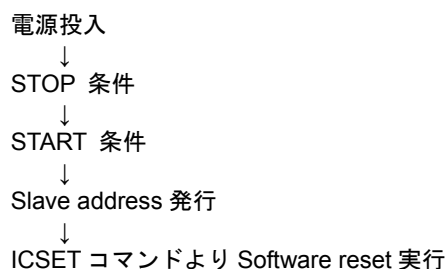 電源投入
↓
STOP 条件
↓
START 条件
↓
Slave address 発行
↓
ICSET コマンドより Software reset 実行